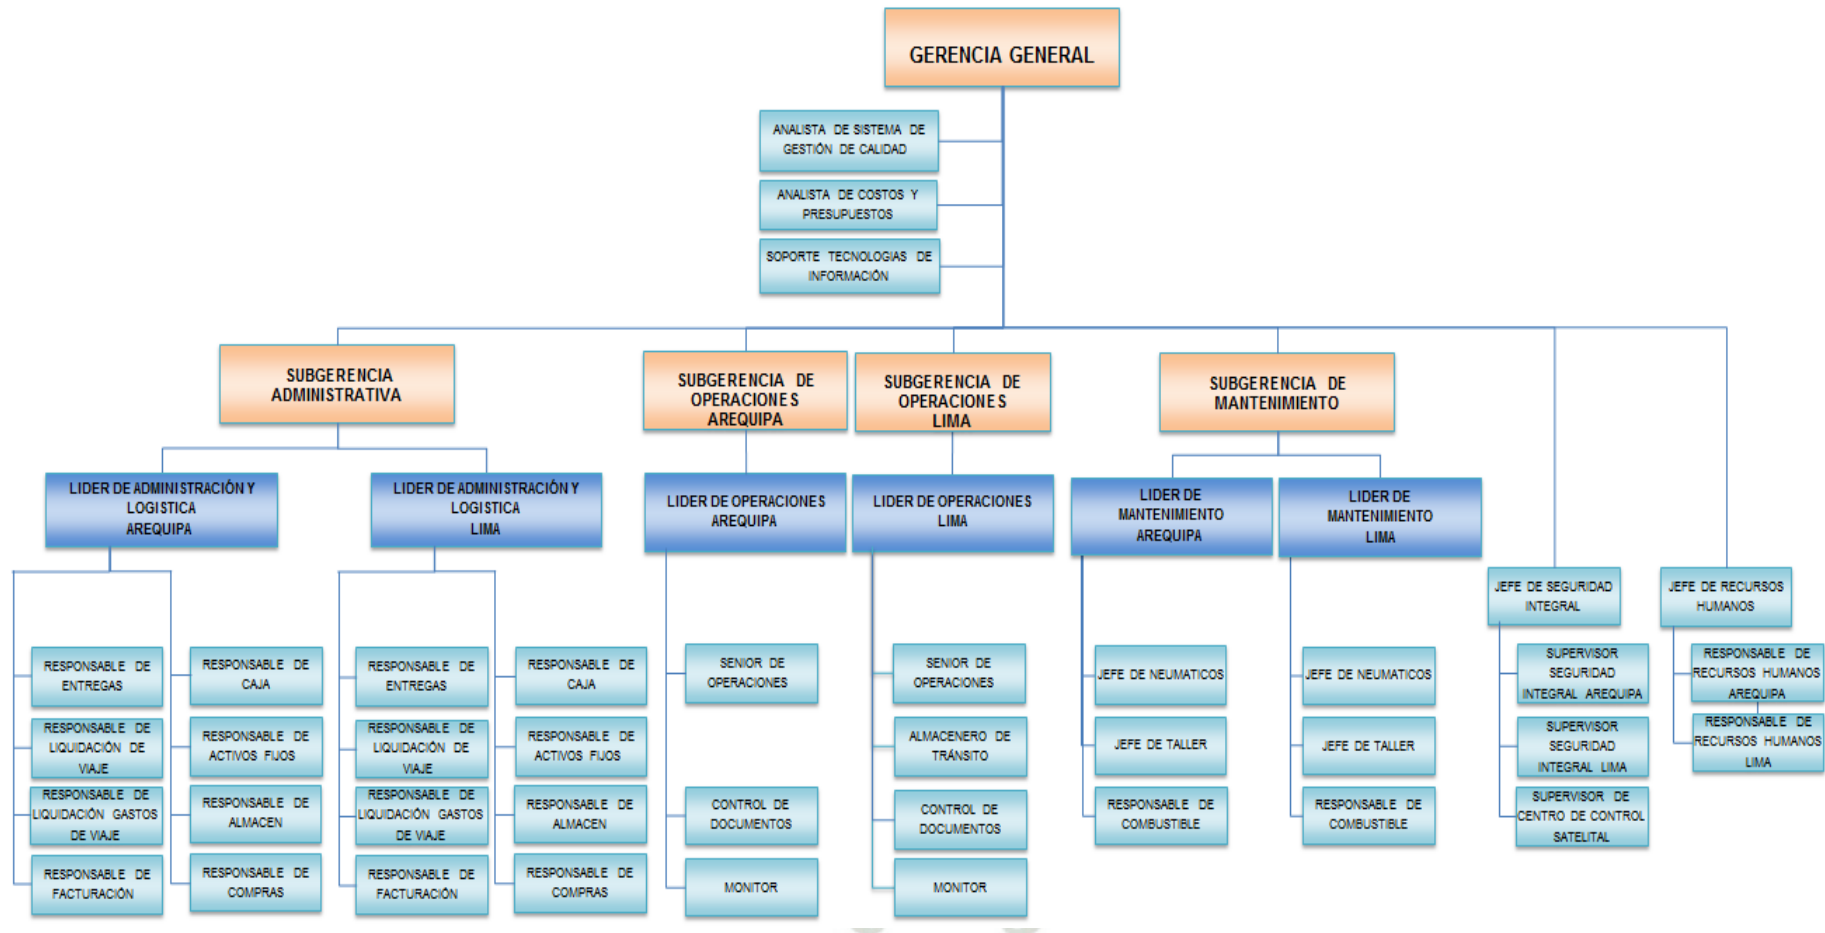 GERENCIA GENERAL
ANALISTA DE SISTEMA DE
GESTIÓN DE CALIDAD
ANALISTA DE COSTOS Y
PRESUPUESTOS
SOPORTE TECNOLOGIAS DE
INFORMACIÓN
SUBGERENCIA
ADMINISTRATIVA
SUBGERENCIA DE
OPERACIONES
AREQUIPA
SUBGERENCIA DE
OPERACIONES
LIMA
SUBGERENCIA DE
MANTENIMIENTO
LIDER DE ADMINISTRACIÓN Y
LOGISTICA
AREQUIPA
LIDER DE ADMINISTRACIÓN Y
LOGISTICA
LIMA
LIDER DE OPERACIONES
AREQUIPA
LIDER DE OPERACIONES
LIMA
LIDER DE
MANTENIMIENTO
AREQUIPA
LIDER DE
MANTENIMIENTO
LIMA
JEFE DE SEGURIDAD
INTEGRAL
JEFE DE RECURSOS
HUMANOS
RESPONSABLE DE
ENTREGAS
RESPONSABLE DE
LIQUIDACIÓN DE
VIAJE
RESPONSABLE DE
LIQUIDACIÓN GASTOS
DE VIAJE
RESPONSABLE DE
FACTURACIÓN
RESPONSABLE DE
CAJA
RESPONSABLE DE
ACTIVOS FIJOS
RESPONSABLE DE
ALMACEN
RESPONSABLE DE
COMPRAS
RESPONSABLE DE
ENTREGAS
RESPONSABLE DE
LIQUIDACIÓN DE
VIAJE
RESPONSABLE DE
LIQUIDACIÓN GASTOS
DE VIAJE
RESPONSABLE DE
FACTURACIÓN
RESPONSABLE DE
CAJA
RESPONSABLE DE
ACTIVOS FIJOS
RESPONSABLE DE
ALMACEN
RESPONSABLE DE
COMPRAS
SENIOR DE
OPERACIONES
CONTROL DE
DOCUMENTOS
MONITOR
SENIOR DE
OPERACIONES
ALMACENERO DE
TRÁNSITO
CONTROL DE
DOCUMENTOS
MONITOR
JEFE DE NEUMATICOS
JEFE DE TALLER
RESPONSABLE DE
COMBUSTIBLE
JEFE DE NEUMATICOS
JEFE DE TALLER
RESPONSABLE DE
COMBUSTIBLE
SUPERVISOR
SEGURIDAD
INTEGRAL AREQUIPA
SUPERVISOR
SEGURIDAD
INTEGRAL LIMA
SUPERVISOR DE
CENTRO DE CONTROL
SATELITAL
RESPONSABLE DE
RECURSOS HUMANOS
AREQUIPA
RESPONSABLE DE
RECURSOS HUMANOS
LIMA